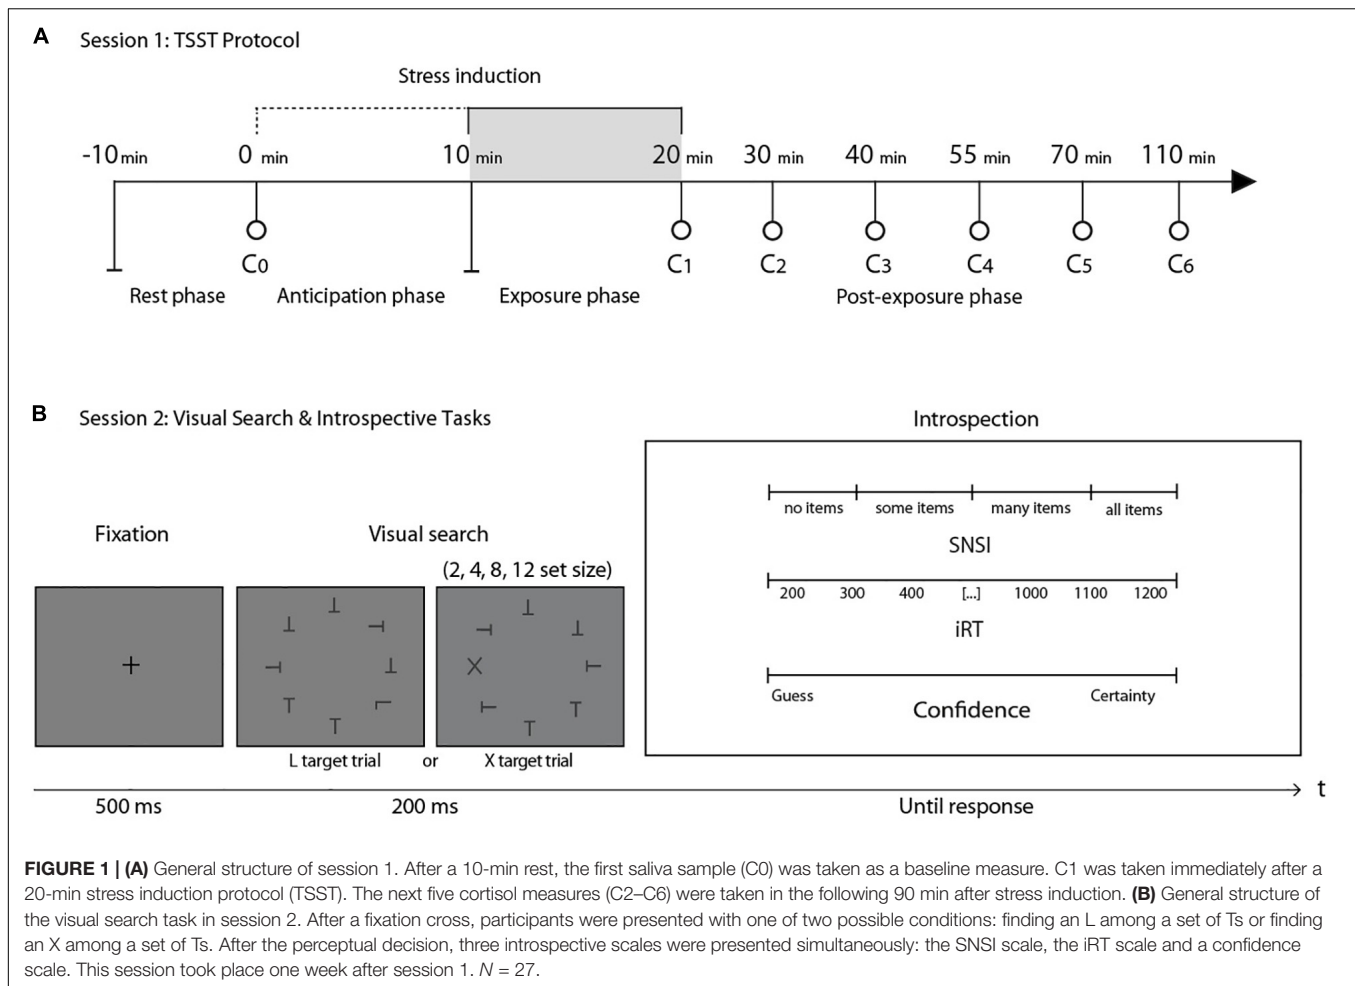 A Session 1: TSST Protocol
Stress induction
-10 min 0 min 10 min 20 min 30 min 40 min 55 min 70 min 110 min
C0 C1 C2 C3 C4 C5 C6
Rest phase Anticipation phase Exposure phase Post-exposure phase
B Session 2: Visual Search & Introspective Tasks
Introspection
no items some items many items all items
SNSI
Fixation Visual search
(2, 4, 8, 12 set size)
200 300 400 [...] 1000 1100 1200
iRT
Guess Certainty
Confidence
L target trial or X target trial
t
500 ms 200 ms Until response
FIGURE 1 | (A) General structure of session 1. After a 10-min rest, the first saliva sample (C0) was taken as a baseline measure. C1 was taken immediately after a
20-min stress induction protocol (TSST). The next five cortisol measures (C2–C6) were taken in the following 90 min after stress induction. (B) General structure of
the visual search task in session 2. After a fixation cross, participants were presented with one of two possible conditions: finding an L among a set of Ts or finding
an X among a set of Ts. After the perceptual decision, three introspective scales were presented simultaneously: the SNSI scale, the iRT scale and a confidence
scale. This session took place one week after session 1. N = 27.